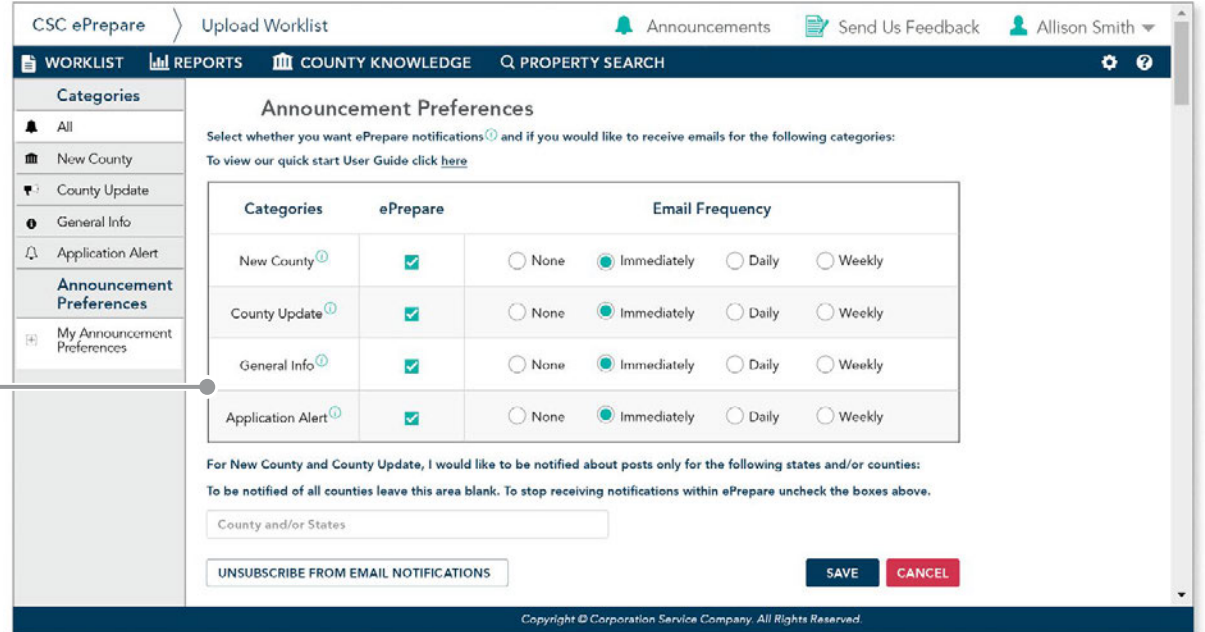 CSC ePrepare Upload Worklist Announcements Send Us Feedback Allison Smith
WORKLIST REPORTS COUNTY KNOWLEDGE PROPERTY SEARCH
Categories
All
New County
County Update
General Info
Application Alert
Announcement
Preferences
My Announcement
Preferences
Announcement Preferences
Select whether you want ePrepare notifications and if you would like to receive emails for the following categories:
To view our quick start User Guide click here
Categories ePrepare Email Frequency
New County None Immediately Daily Weekly
County Update None Immediately Daily Weekly
General Info None Immediately Daily Weekly
Application Alert None Immediately Daily Weekly
For New County and County Update, I would like to be notified about posts only for the following states and/or counties:
To be notified of all counties leave this area blank. To stop receiving notifications within ePrepare uncheck the boxes above.
County and/or States
UNSUBSCRIBE FROM EMAIL NOTIFICATIONS SAVE CANCEL
Copyright © Corporation Service Company. All Rights Reserved.